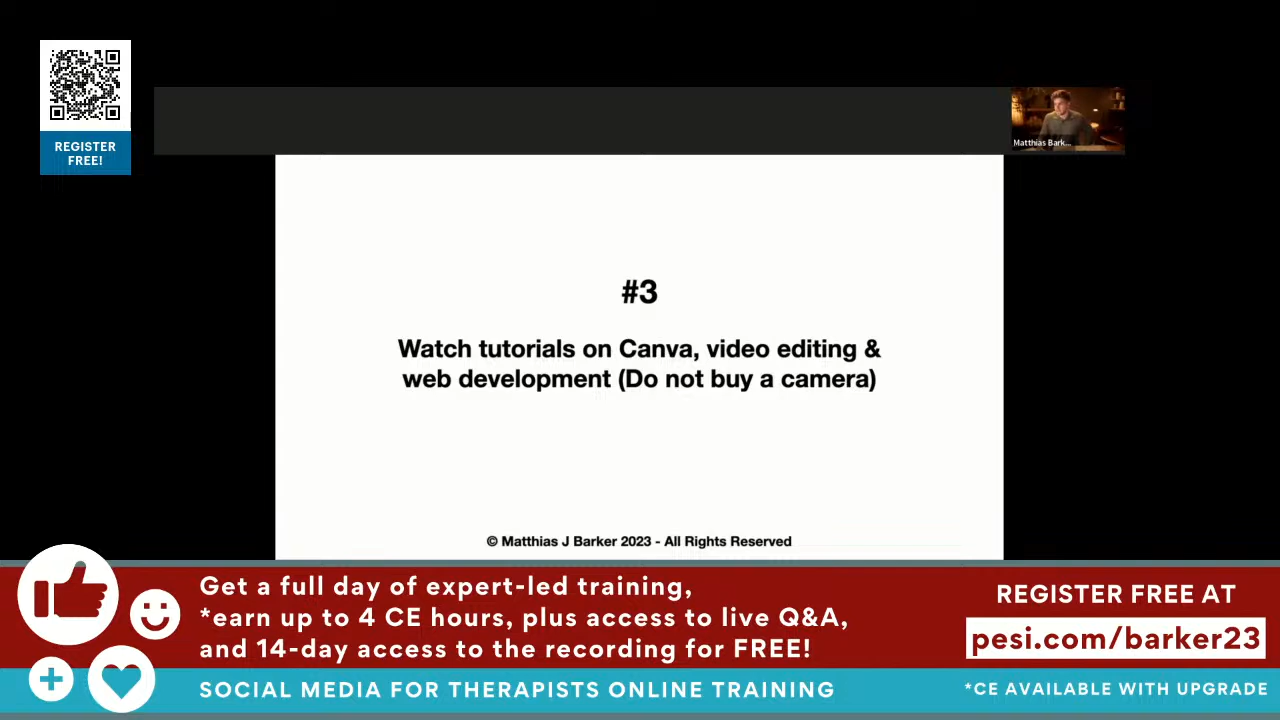 REGISTER
FREE!
Matthias Bark...
#3
Watch tutorials on Canva, video editing &
web development (Do not buy a camera)
© Matthias J Barker 2023 - All Rights Reserved
Get a full day of expert-led training,
*earn up to 4 CE hours, plus access to live Q&A,
and 14-day access to the recording for FREE!
REGISTER FREE AT
pesi.com/barker23
SOCIAL MEDIA FOR THERAPISTS ONLINE TRAINING
*CE AVAILABLE WITH UPGRADE